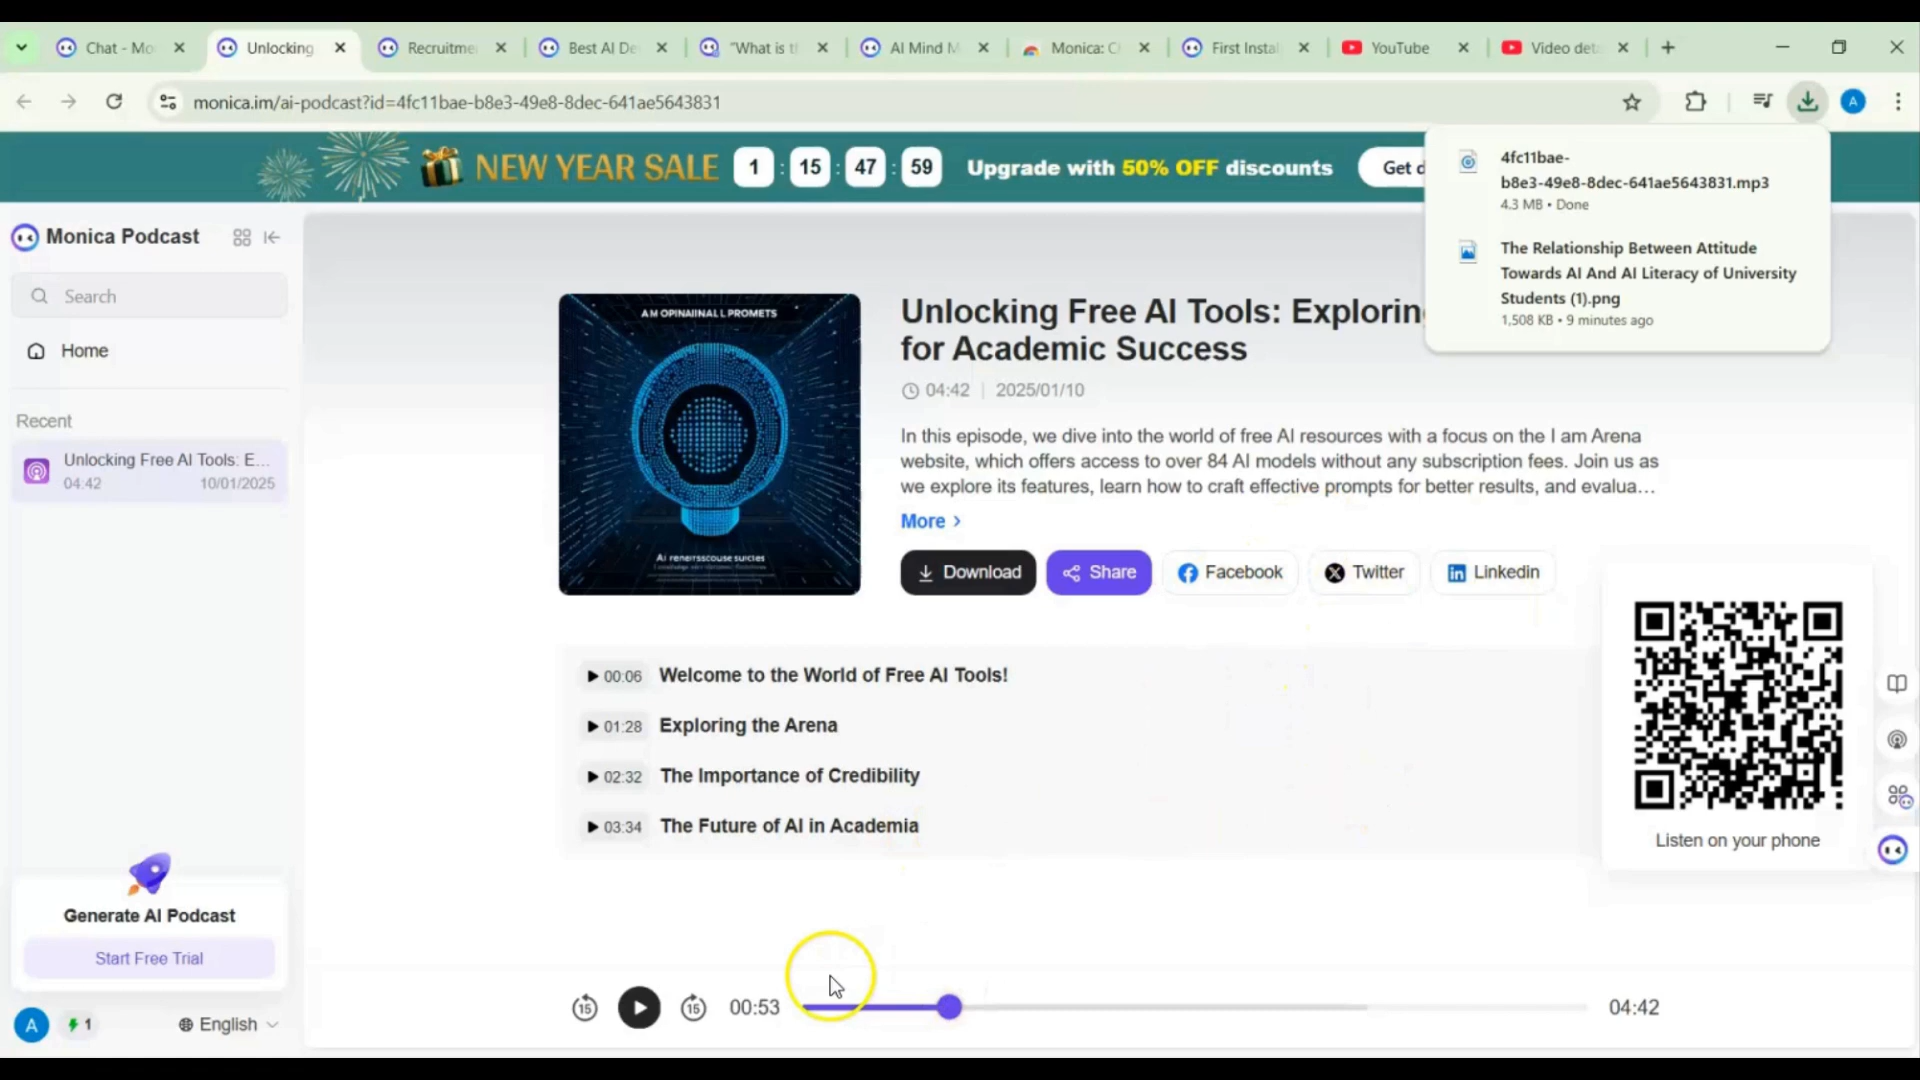 Chat - Mo
Unlocking
Recruitme
Best AI De
"What is t
AI Mind M
Monica: C
First Insta
YouTube
Video deta
monica.im/ai-podcast?id=4fc11bae-b8e3-49e8-8dec-641ae5643831
A
NEW YEAR SALE 1 : 15 : 47 : 59 Upgrade with 50% OFF discounts Get d
4fc11bae-
b8e3-49e8-8dec-641ae5643831.mp3
4.3 MB • Done
The Relationship Between Attitude
Towards AI And AI Literacy of University
Students (1).png
1,508 KB • 9 minutes ago
Monica Podcast
Search
Home
Recent
Unlocking Free AI Tools: E...
04:42 10/01/2025
Generate AI Podcast
Start Free Trial
A 1 English
AM OPINAIINAL L PROMETS
Unlocking Free AI Tools: Explorin
for Academic Success
04:42 | 2025/01/10
In this episode, we dive into the world of free AI resources with a focus on the I am Arena
website, which offers access to over 84 AI models without any subscription fees. Join us as
we explore its features, learn how to craft effective prompts for better results, and evalua...
More >
Download Share Facebook Twitter Linkedin
00:06 Welcome to the World of Free AI Tools!
01:28 Exploring the Arena
02:32 The Importance of Credibility
03:34 The Future of AI in Academia
Listen on your phone
15 15 00:53 04:42